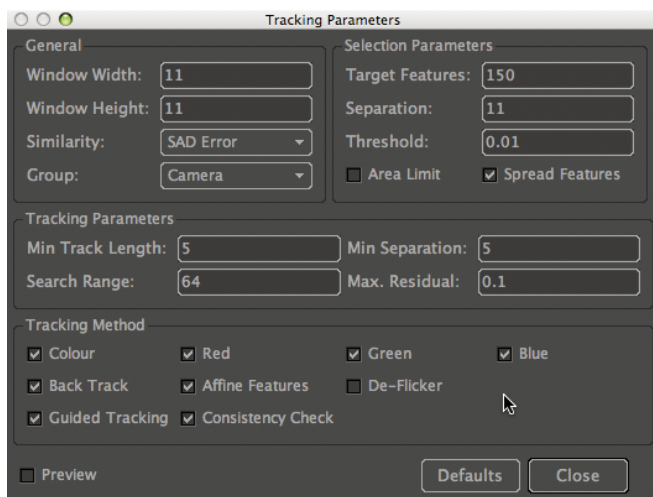 Tracking Parameters
General
Window Width: 11
Window Height: 11
Similarity: SAD Error
Group: Camera
Selection Parameters
Target Features: 150
Separation: 11
Threshold: 0.01
Area Limit Spread Features
Tracking Parameters
Min Track Length: 5 Min Separation: 5
Search Range: 64 Max. Residual: 0.1
Tracking Method
Colour Red Green Blue
Back Track Affine Features De-Flicker
Guided Tracking Consistency Check
Preview Defaults Close